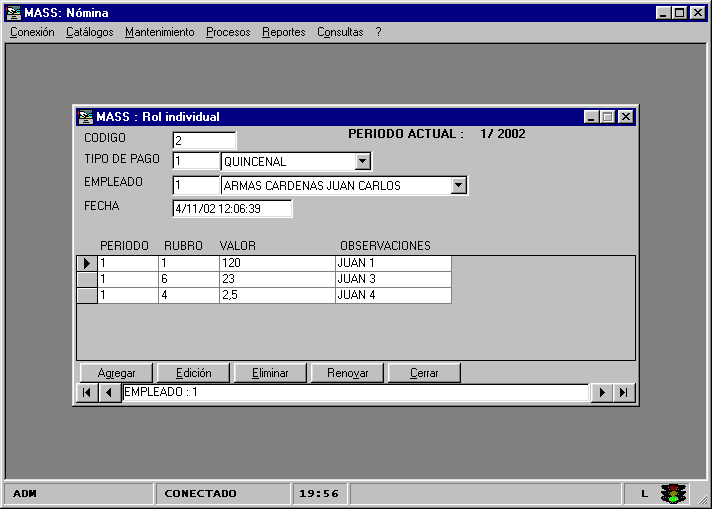 MASS: Nómina
Conexión Catálogos Mantenimiento Procesos Reportes Consultas ?
MASS : Rol individual
CODIGO 2 PERIODO ACTUAL : 1/ 2002
TIPO DE PAGO 1 QUINCENAL
EMPLEADO 1 ARMAS CARDENAS JUAN CARLOS
FECHA 4/11/02 12:06:39
PERIODO RUBRO VALOR OBSERVACIONES
1 1 120 JUAN 1
1 6 23 JUAN 3
1 4 2,5 JUAN 4
Agregar Edición Eliminar Renovar Cerrar
EMPLEADO : 1
ADM CONECTADO 19:56 L